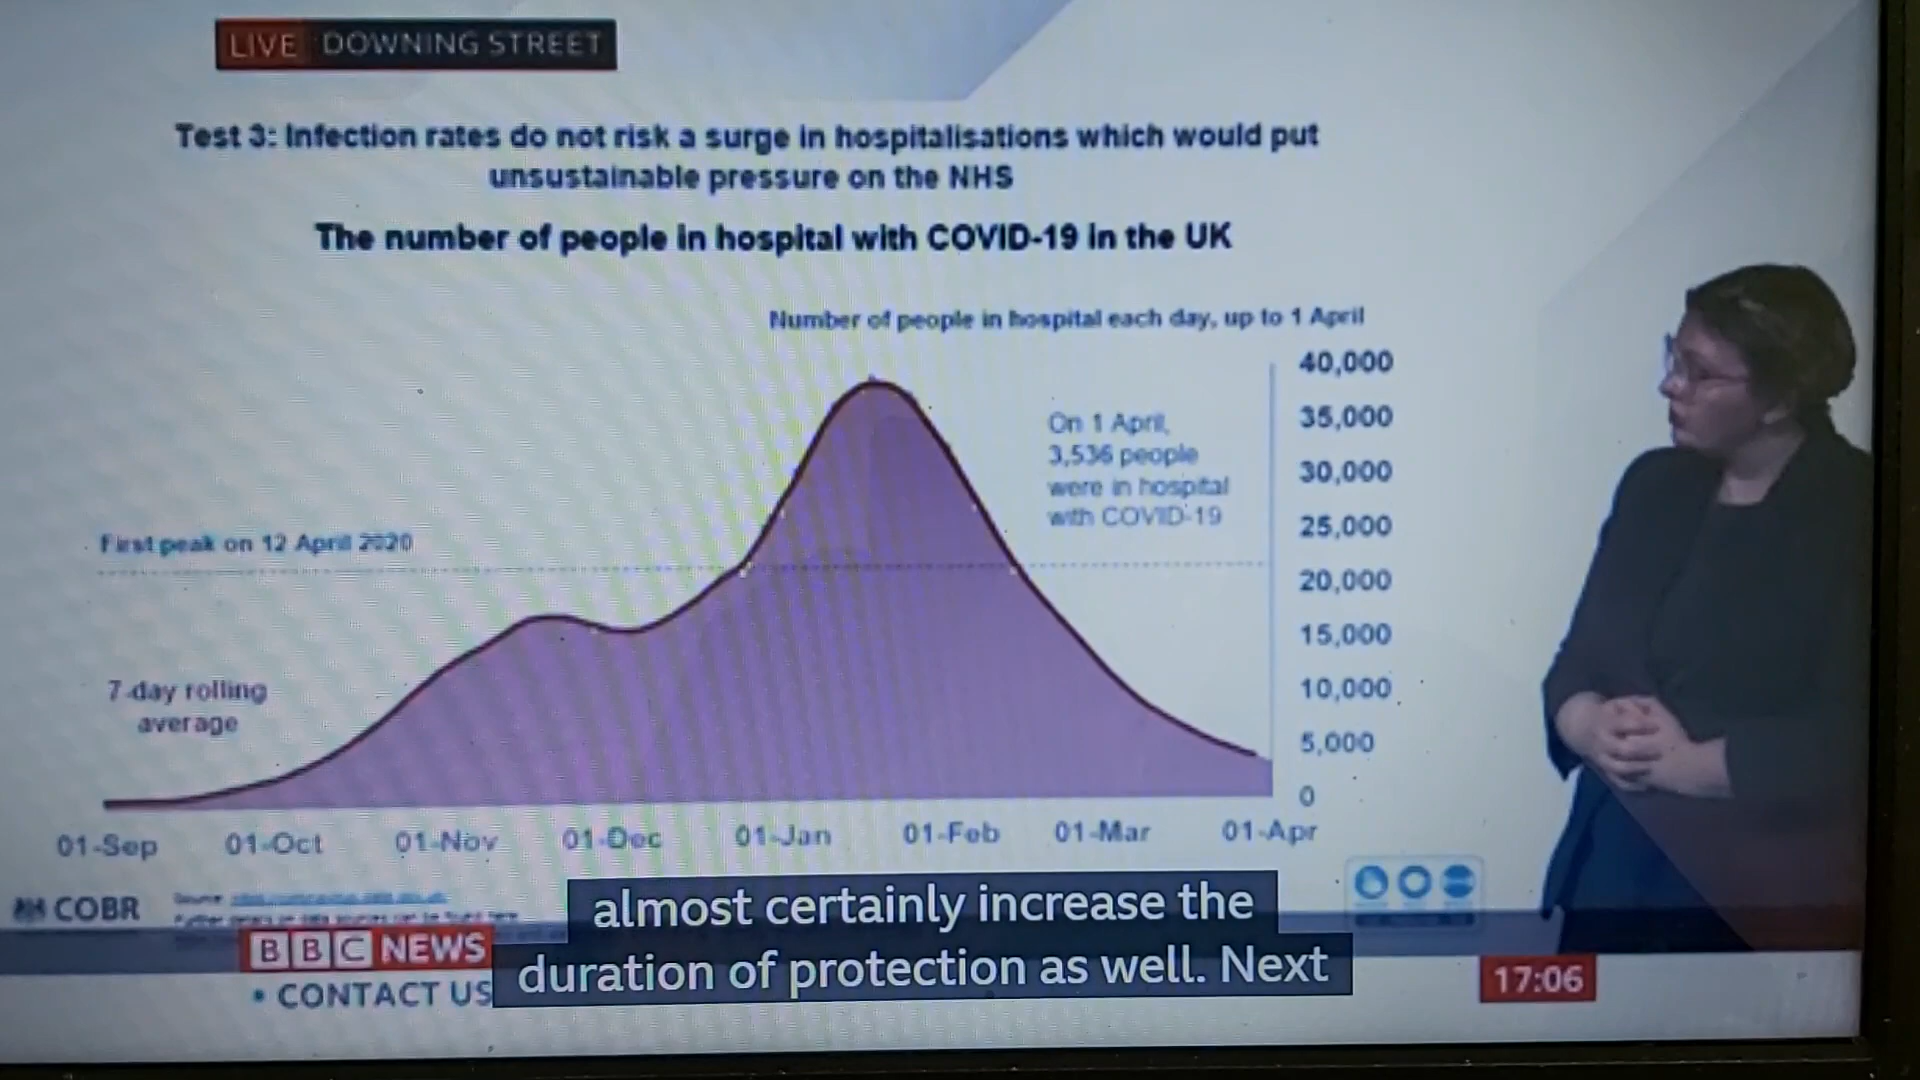 LIVE DOWNING STREET
Test 3: Infection rates do not risk a surge in hospitalisations which would put
unsustainable pressure on the NHS
The number of people in hospital with COVID-19 in the UK
Number of people in hospital each day, up to 1 April
40,000
35,000
30,000
25,000
20,000
15,000
10,000
5,000
0
On 1 April,
3,536 people
were in hospital
with COVID-19
First peak on 12 April 2020
7-day rolling
average
01-Sep 01-Oct 01-Nov 01-Dec 01-Jan 01-Feb 01-Mar 01-Apr
COBR
almost certainly increase the
duration of protection as well. Next
BBC NEWS
• CONTACT US
17:06